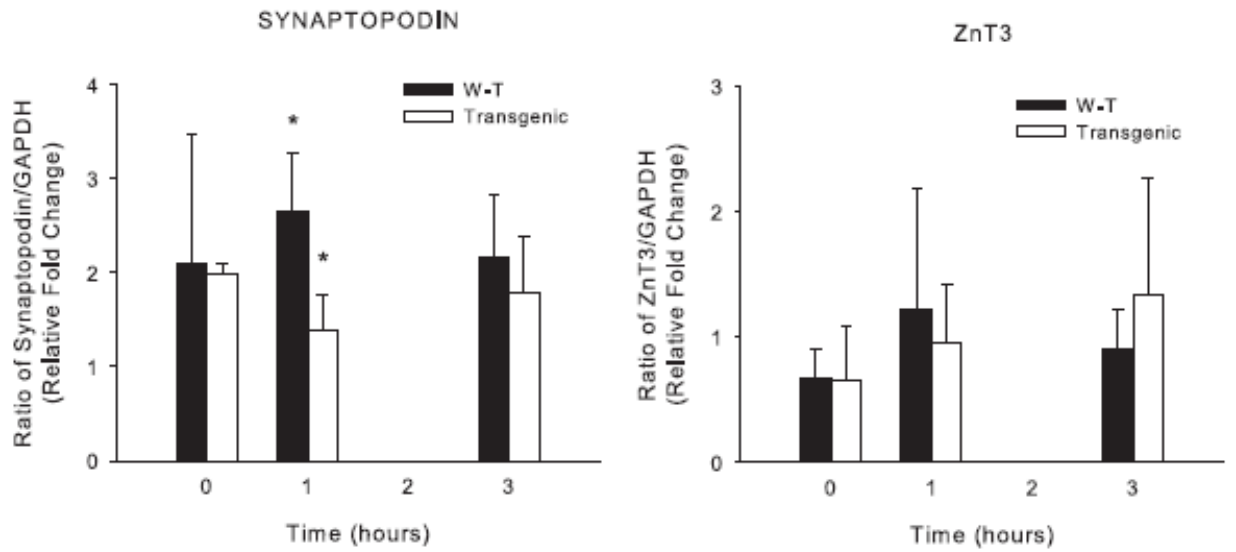 SYNAPTOPODIN
Ratio of Synaptopodin/GAPDH
(Relative Fold Change)
4
3
2
1
0
W-T
Transgenic
*
*
0 1 2 3
Time (hours)
ZnT3
Ratio of ZnT3/GAPDH
(Relative Fold Change)
3
2
1
0
W-T
Transgenic
0 1 2 3
Time (hours)